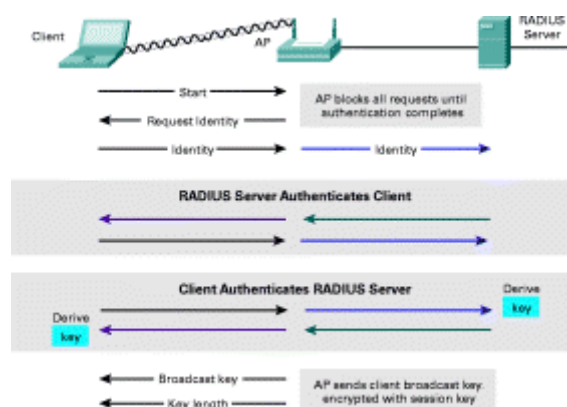 Client
AP
RADIUS
Server
Start
AP blocks all requests until
authentication completes
Request Identity
Identity
Identity
RADIUS Server Authenticates Client
Client Authenticates RADIUS Server
Derive
key
Derive
key
Broadcast key
AP sends client broadcast key,
encrypted with session key
Key length